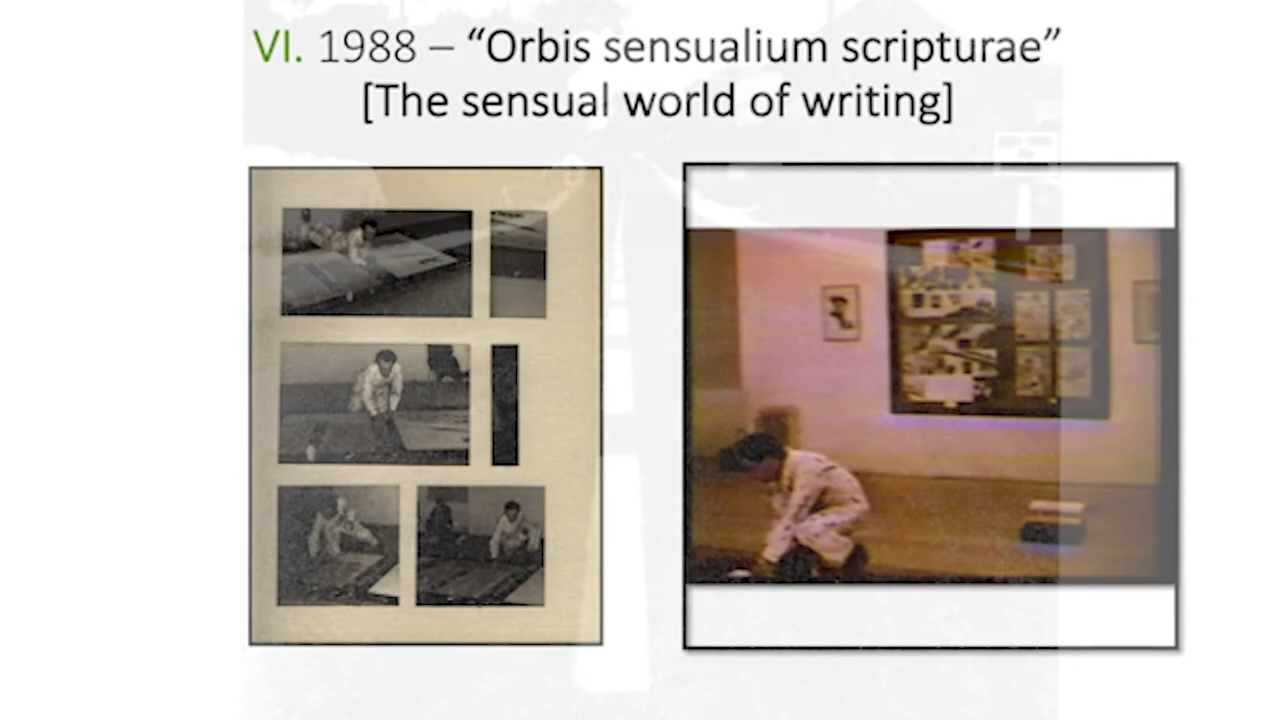 VI. 1988 – “Orbis sensualium scripturae”
[The sensual world of writing]